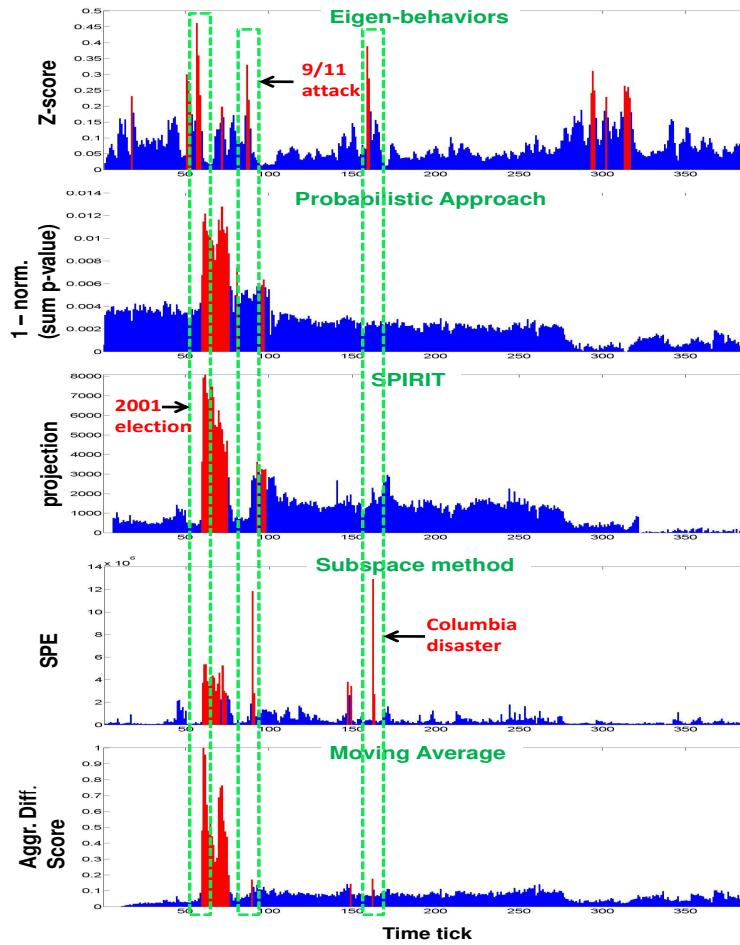 Eigen-behaviors
Z-score
0.5
0.45
0.4
0.35
0.3
0.25
0.2
0.15
0.1
0.05
0
9/11
attack
50 100 150 200 250 300 350
Probabilistic Approach
1 – norm.
(sum p-value)
0.014
0.012
0.01
0.008
0.006
0.004
0.002
0
50 100 150 200 250 300 350
SPIRIT
projection
8000
7000
6000
5000
4000
3000
2000
1000
0
2001
election
50 100 150 200 250 300 350
Subspace method
SPE
× 10⁶
14
12
10
8
6
4
2
0
Columbia
disaster
50 100 150 200 250 300 350
Moving Average
Aggr. Diff.
Score
1
0.9
0.8
0.7
0.6
0.5
0.4
0.3
0.2
0.1
0
50 100 150 200 250 300 350
Time tick